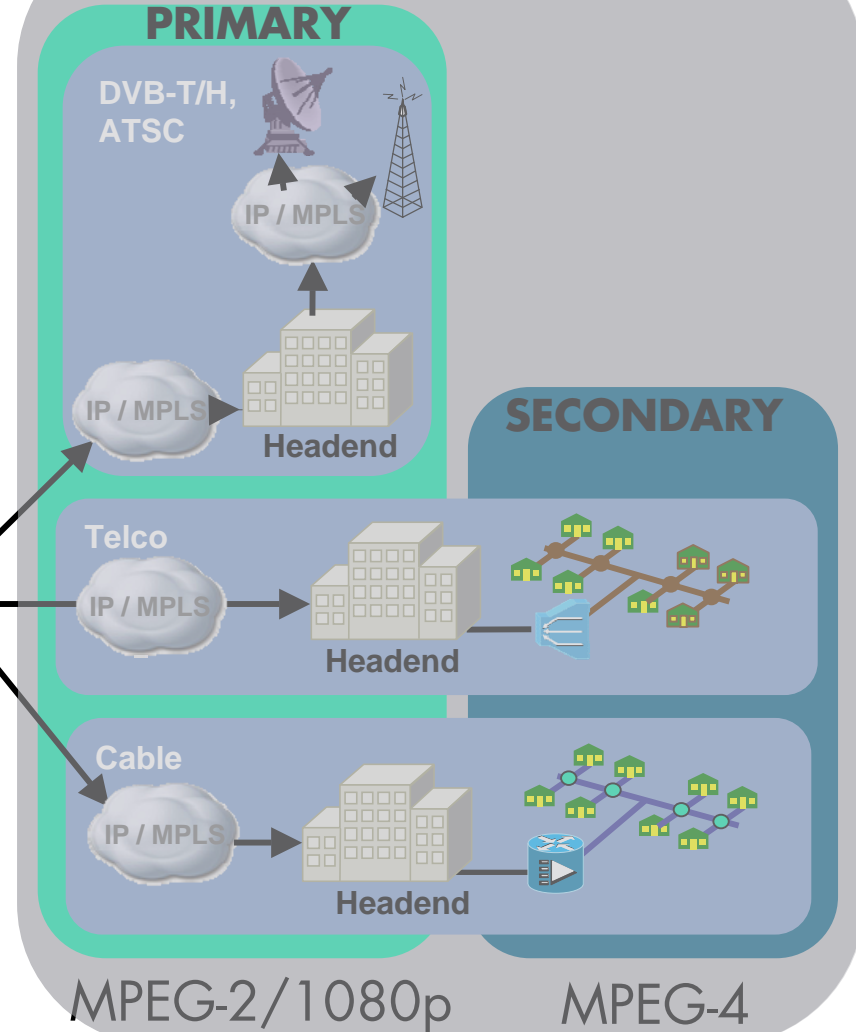 PRIMARY
DVB-T/H,
ATSC
IP / MPLS
IP / MPLS
Headend
SECONDARY
Telco
IP / MPLS
Headend
Cable
IP / MPLS
Headend
MPEG-2/1080p
MPEG-4